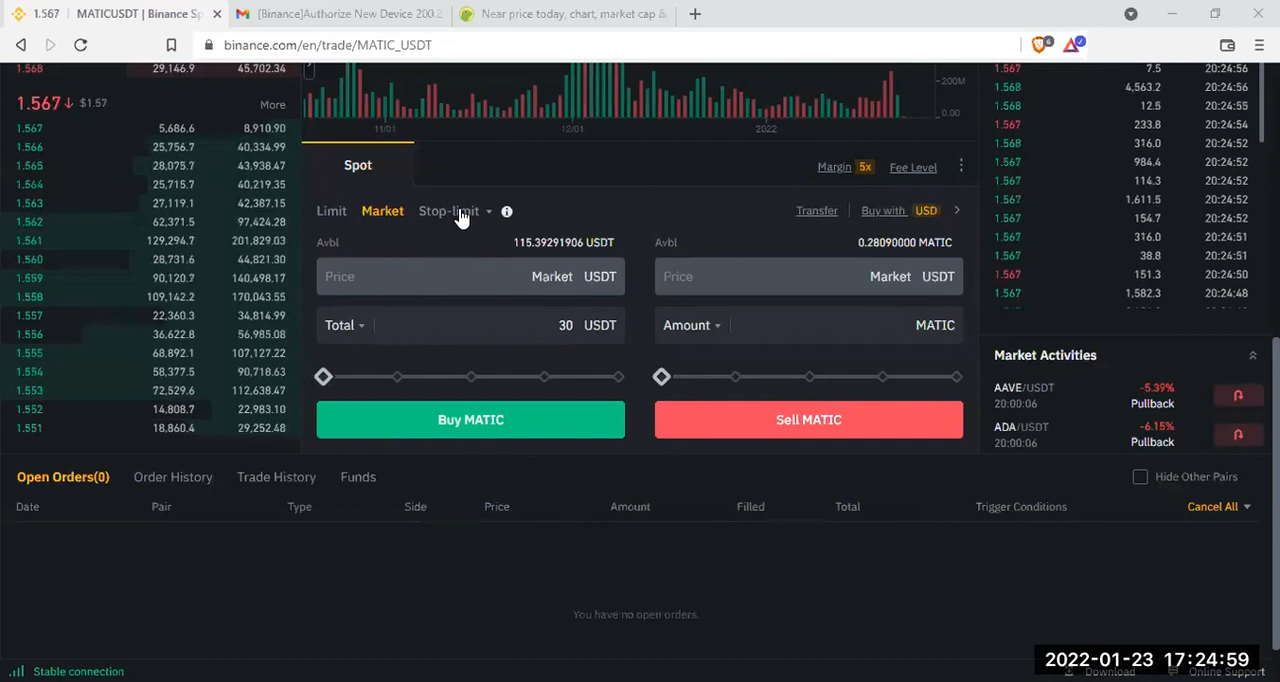 1.567 MATICUSDT | Binance Sp
[Binance]Authorize New Device 200.2
Near price today, chart, market cap &
binance.com/en/trade/MATIC_USDT
1.568 29,146.9 45,702.34
1.567 $1.57 More
1.567 5,686.6 8,910.90
1.566 25,756.7 40,334.99
1.565 28,075.7 43,938.47
1.564 25,715.7 40,219.35
1.563 27,119.1 42,387.15
1.562 62,371.5 97,424.28
1.561 129,294.7 201,829.03
1.560 28,731.6 44,821.30
1.559 90,120.7 140,498.17
1.558 109,142.2 170,043.55
1.557 22,360.3 34,814.99
1.556 36,622.8 56,985.08
1.555 68,892.1 107,127.22
1.554 58,377.5 90,718.63
1.553 72,529.6 112,638.47
1.552 14,808.7 22,983.10
1.551 18,860.4 29,252.48
200M
0.00
11/01 12/01 2022
Spot
Margin 5x Fee Level
Limit Market Stop-limit
Transfer Buy with USD
Avbl 115.39291906 USDT
Price Market USDT
Total 30 USDT
Buy MATIC
Avbl 0.28090000 MATIC
Price Market USDT
Amount MATIC
Sell MATIC
1.567 7.5 20:24:56
1.568 4,563.2 20:24:56
1.568 12.5 20:24:55
1.567 233.8 20:24:54
1.568 316.0 20:24:52
1.567 984.4 20:24:52
1.567 114.3 20:24:52
1.567 1,611.5 20:24:52
1.567 154.7 20:24:52
1.567 316.0 20:24:51
1.567 38.8 20:24:51
1.567 151.3 20:24:50
1.567 1,582.3 20:24:48
Market Activities
AAVE/USDT -5.39%
20:00:06 Pullback
ADA/USDT -6.15%
20:00:06 Pullback
Open Orders(0) Order History Trade History Funds
Hide Other Pairs
Date Pair Type Side Price Amount Filled Total Trigger Conditions Cancel All
You have no open orders.
Stable connection
2022-01-23 17:24:59
Download Online Support